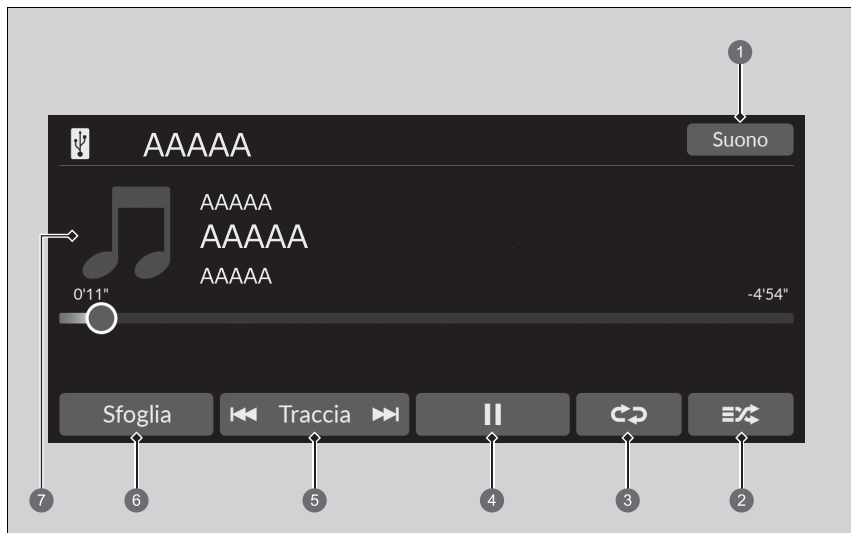 1
AAAAA
Suono
AAAAA
AAAAA
AAAAA
0'11"
-4'54"
Sfoglia
Traccia
7
6
5
4
3
2